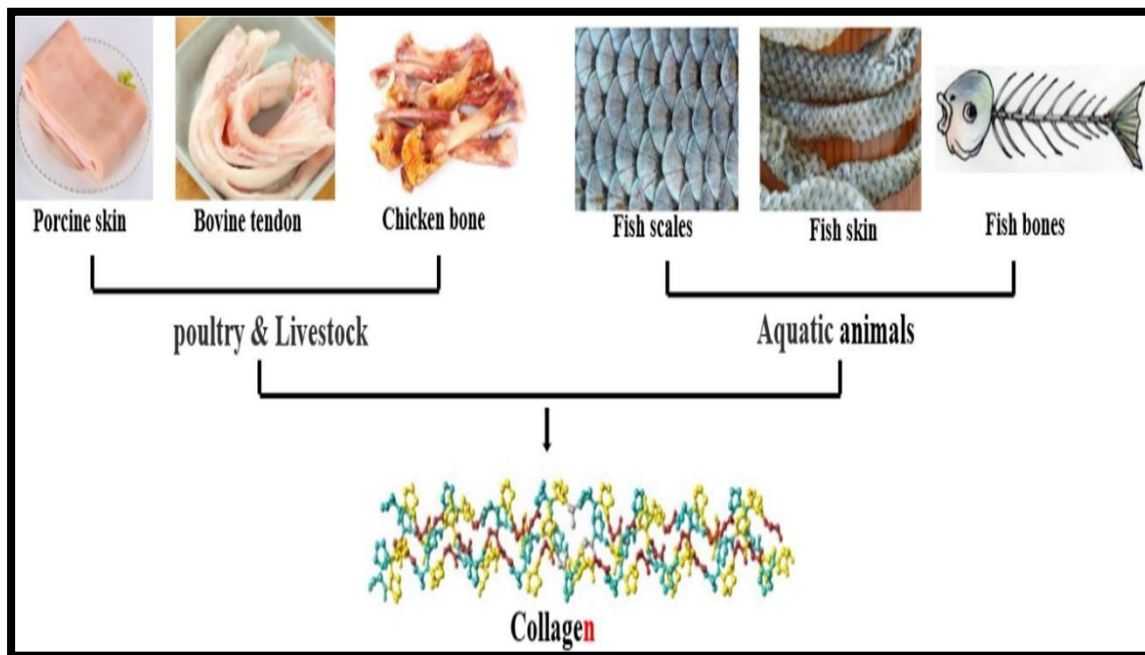 Porcine skin
Bovine tendon
Chicken bone
Fish scales
Fish skin
Fish bones
poultry & Livestock
Aquatic animals
Collagen